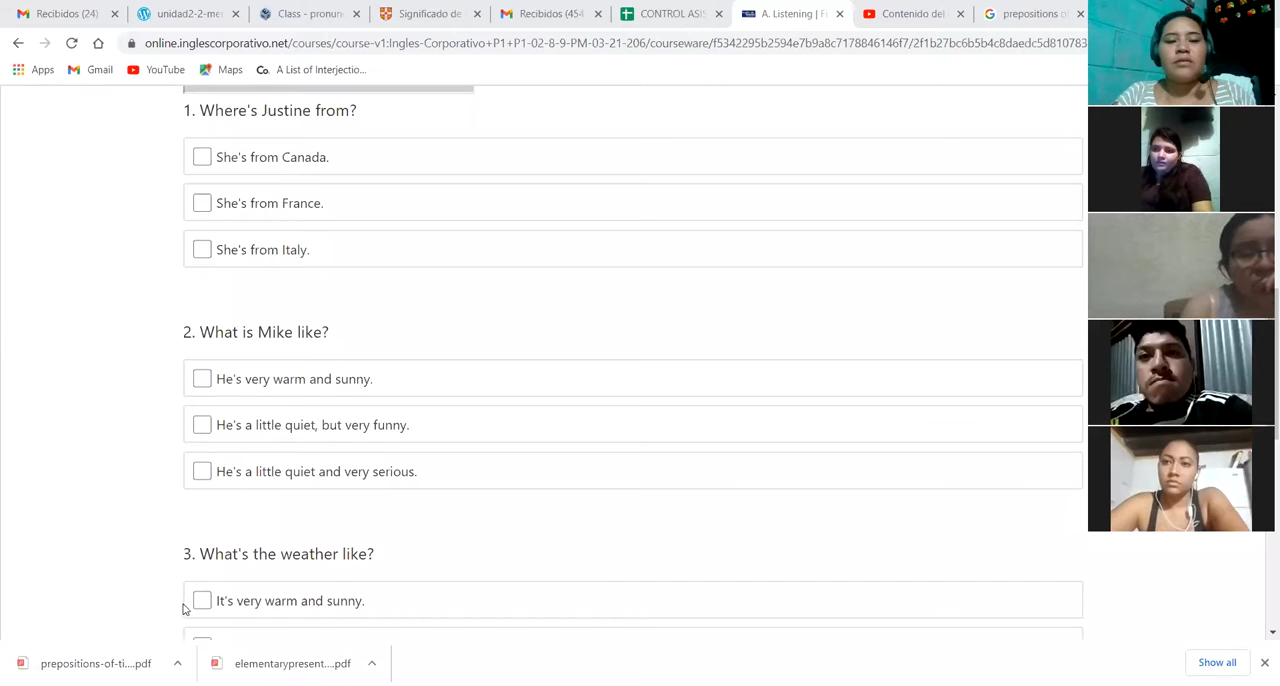 Recibidos (24)
unidad2-2-me
Class - pronun
Significado de
Recibidos (454
CONTROL ASI
A. Listening | F
Contenido del
prepositions o
online.inglescorporativo.net/courses/course-v1:Ingles-Corporativo+P1+P1-02-8-9-PM-03-21-206/courseware/f5342295b2594e7b9a8c7178846146f7/2f1b27bc6b5b4c8daedc5d810783
Apps
Gmail
YouTube
Maps
Co. A List of Interjectio...
1. Where's Justine from?
She's from Canada.
She's from France.
She's from Italy.
2. What is Mike like?
He's very warm and sunny.
He's a little quiet, but very funny.
He's a little quiet and very serious.
3. What's the weather like?
It's very warm and sunny.
prepositions-of-ti....pdf
elementarypresent....pdf
Show all